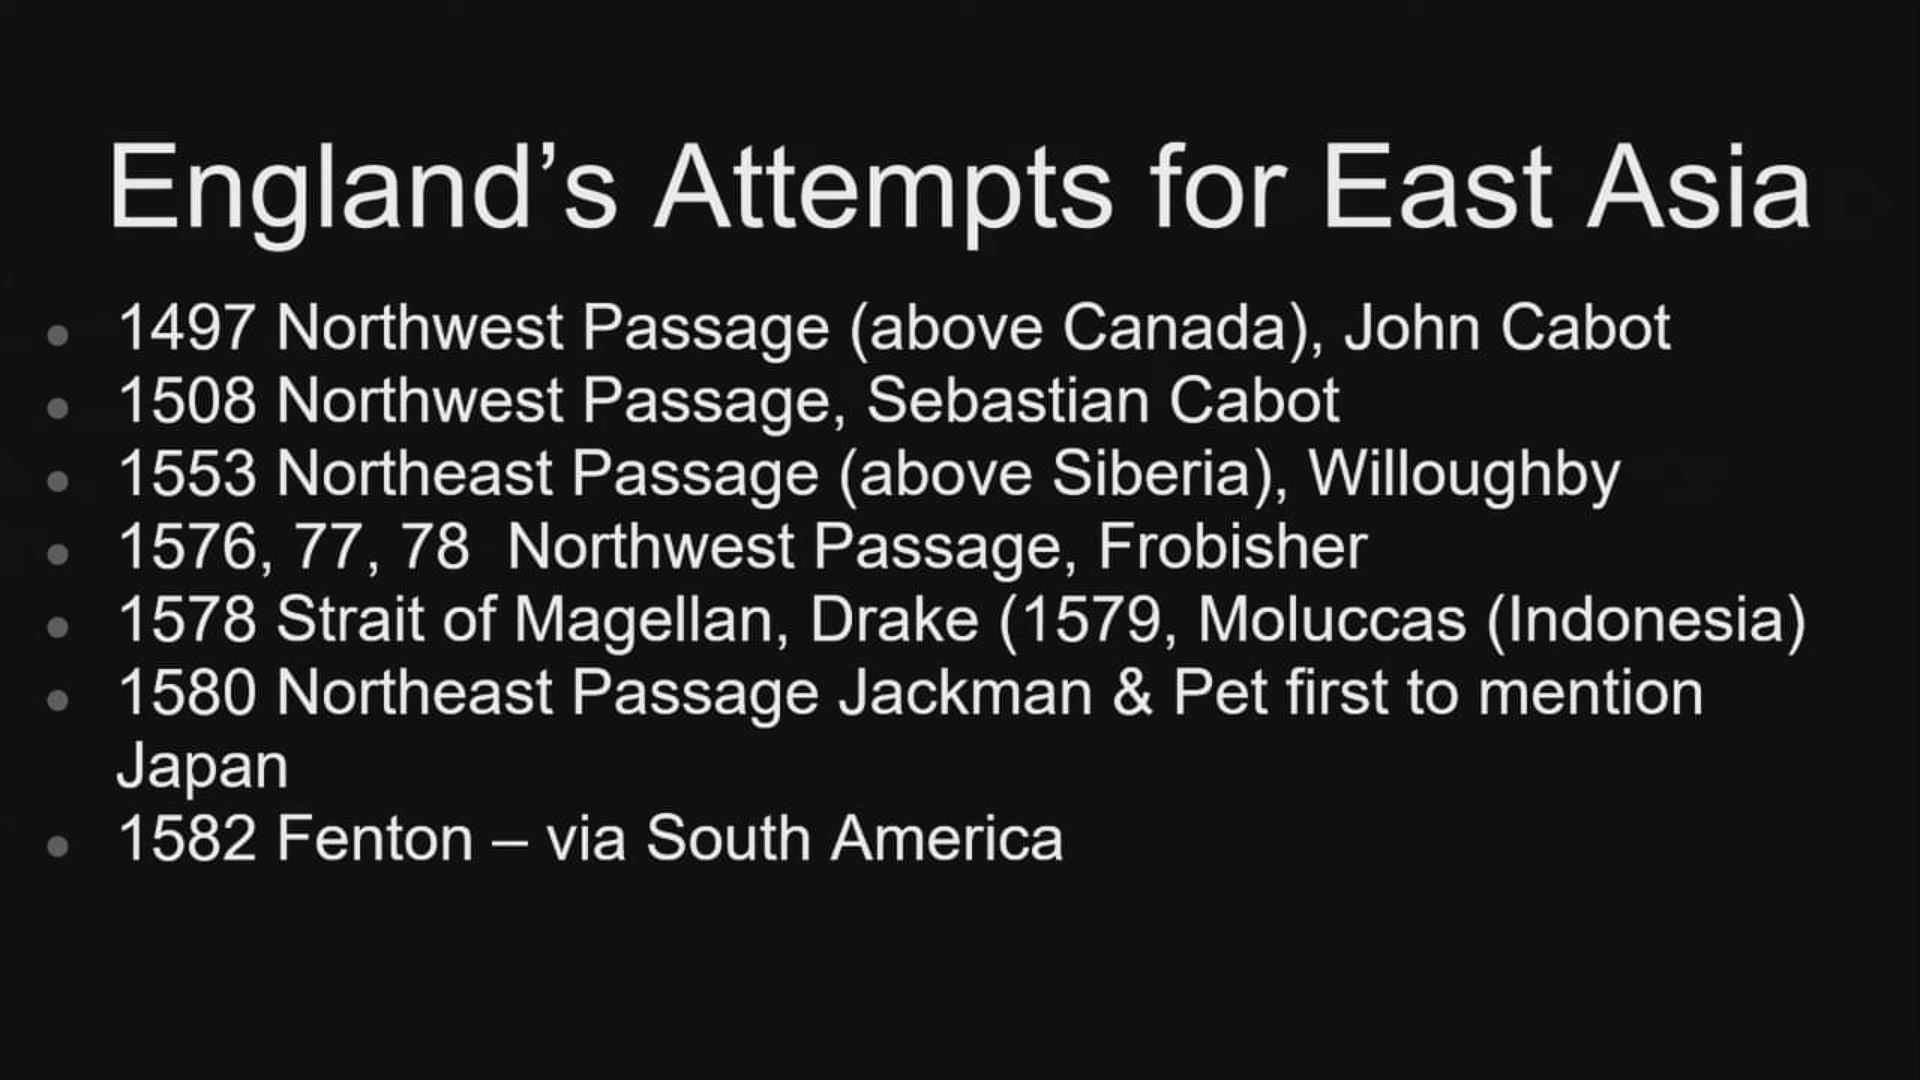 England’s Attempts for East Asia
1497 Northwest Passage (above Canada), John Cabot
1508 Northwest Passage, Sebastian Cabot
1553 Northeast Passage (above Siberia), Willoughby
1576, 77, 78  Northwest Passage, Frobisher
1578 Strait of Magellan, Drake (1579, Moluccas (Indonesia)
1580 Northeast Passage Jackman & Pet first to mention
Japan
1582 Fenton – via South America